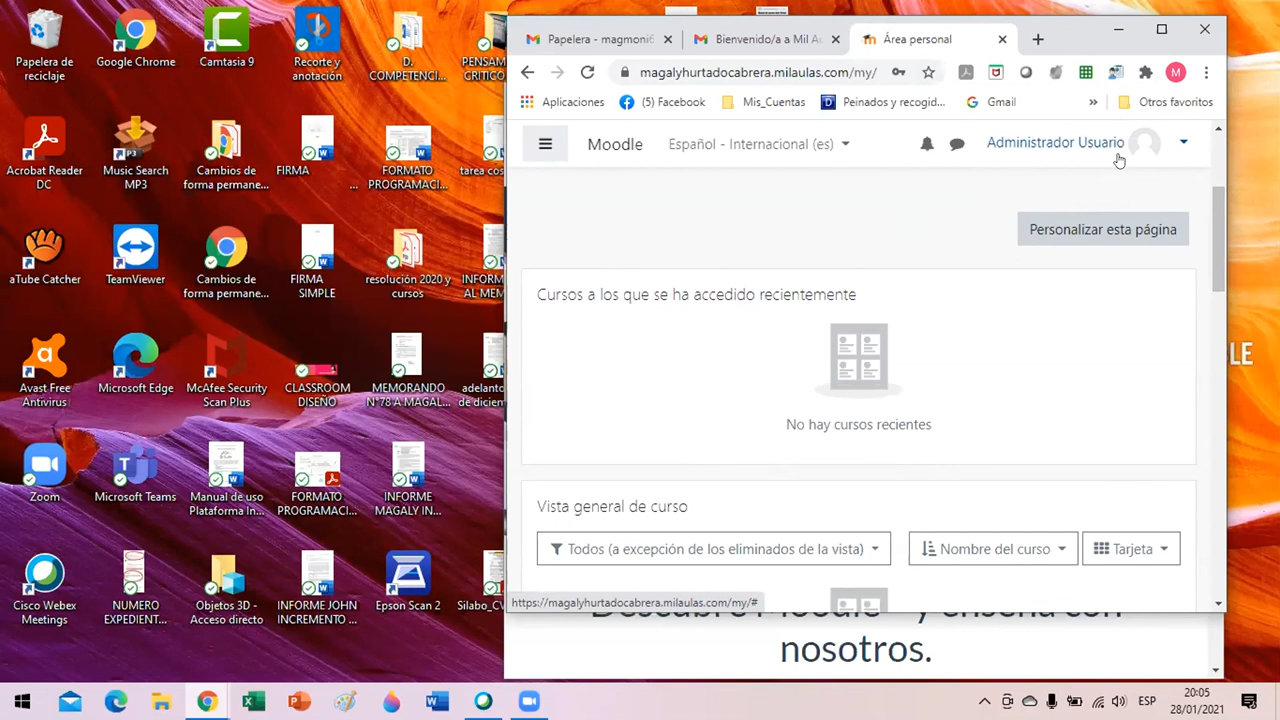 Papelera de
reciclaje
Google Chrome
Camtasia 9
Recorte y
anotación
D.
COMPETENCI...
PENSAM
CRITICO
Acrobat Reader
DC
Music Search
MP3
Cambios de
forma permane...
FIRMA
...
FORMATO
PROGRAMACI...
tarea cos
aTube Catcher
TeamViewer
Cambios de
forma permane...
FIRMA
SIMPLE
resolución 2020 y
cursos
INFORM
AL MEM
Avast Free
Antivirus
Microsoft Edge
McAfee Security
Scan Plus
CLASSROOM
DISEÑO
MEMORANDO
N°78 A MAGAL...
adelanto
de diciem
Zoom
Microsoft Teams
Manual de uso
Plataforma In...
FORMATO
PROGRAMACI...
INFORME
MAGALY IN...
Cisco Webex
Meetings
NUMERO
EXPEDIENT...
Objetos 3D -
Acceso directo
INFORME JOHN
INCREMENTO ...
Epson Scan 2
Silabo_CV
Papelera - magmonic
Bienvenido/a a Mil Au
Área personal
magalyhurtadocabrera.milaulas.com/my/
M
Aplicaciones
(5) Facebook
Mis_Cuentas
Peinados y recogid...
Gmail
»
Otros favoritos
Moodle
Español - Internacional (es)
Administrador Usuario
Personalizar esta página
Cursos a los que se ha accedido recientemente
No hay cursos recientes
Vista general de curso
Todos (a excepción de los eliminados de la vista)
Nombre del curso
Tarjeta
https://magalyhurtadocabrera.milaulas.com/my/#
nosotros.
ESP
20:05
28/01/2021